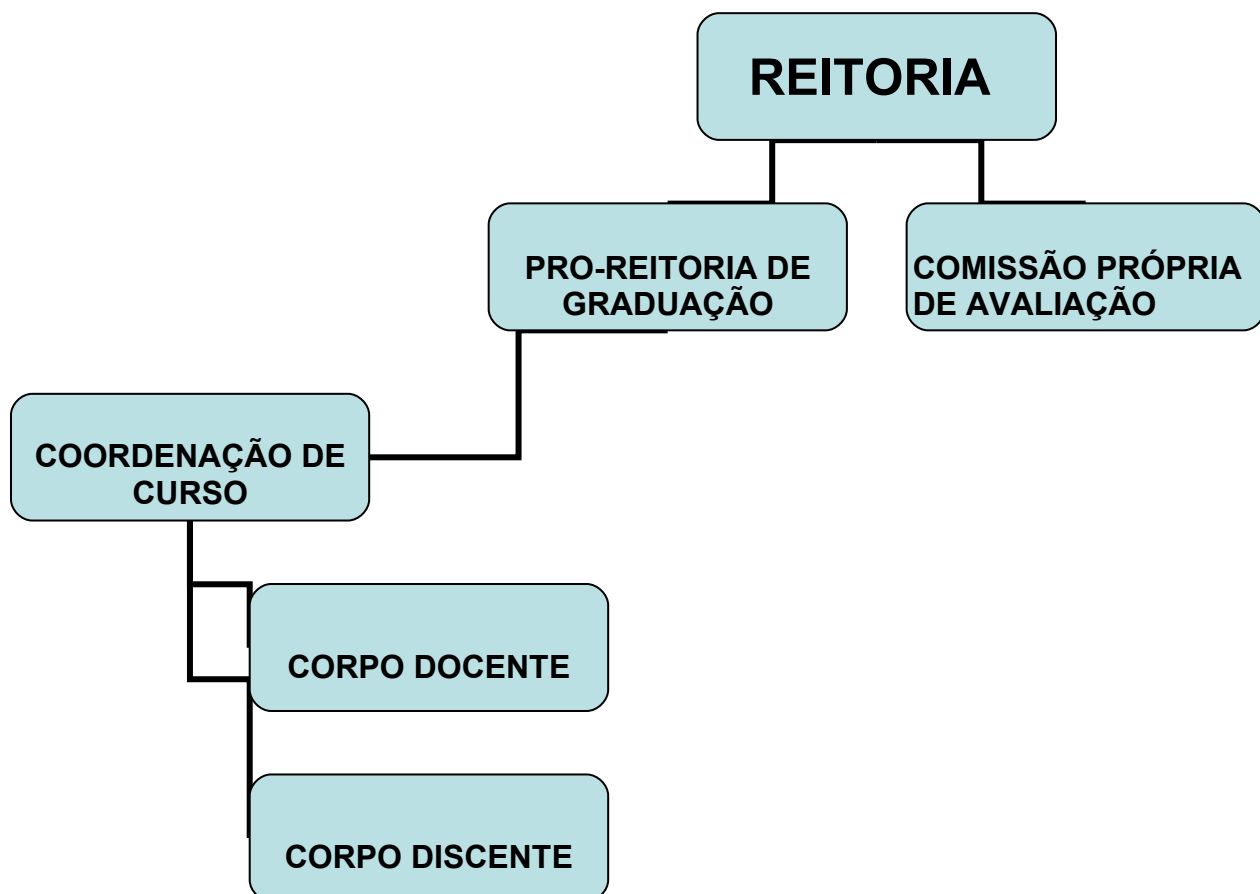 REITORIA
PRO-REITORIA DE
GRADUAÇÃO
COMISSÃO PRÓPRIA
DE AVALIAÇÃO
COORDENAÇÃO DE
CURSO
CORPO DOCENTE
CORPO DISCENTE